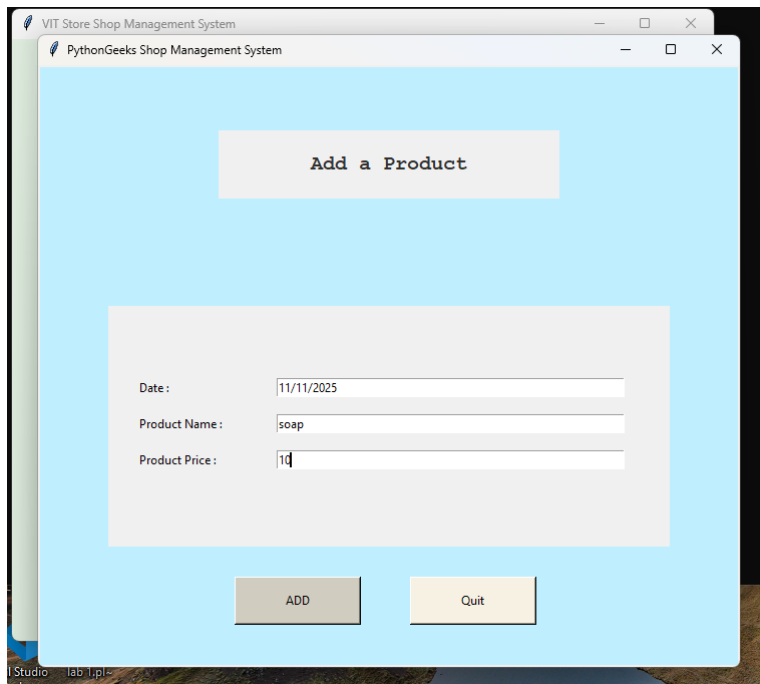 VIT Store Shop Management System
PythonGeeks Shop Management System
Add a Product
Date :
11/11/2025
Product Name :
soap
Product Price :
10
ADD
Quit
l Studio
lab 1.pl~